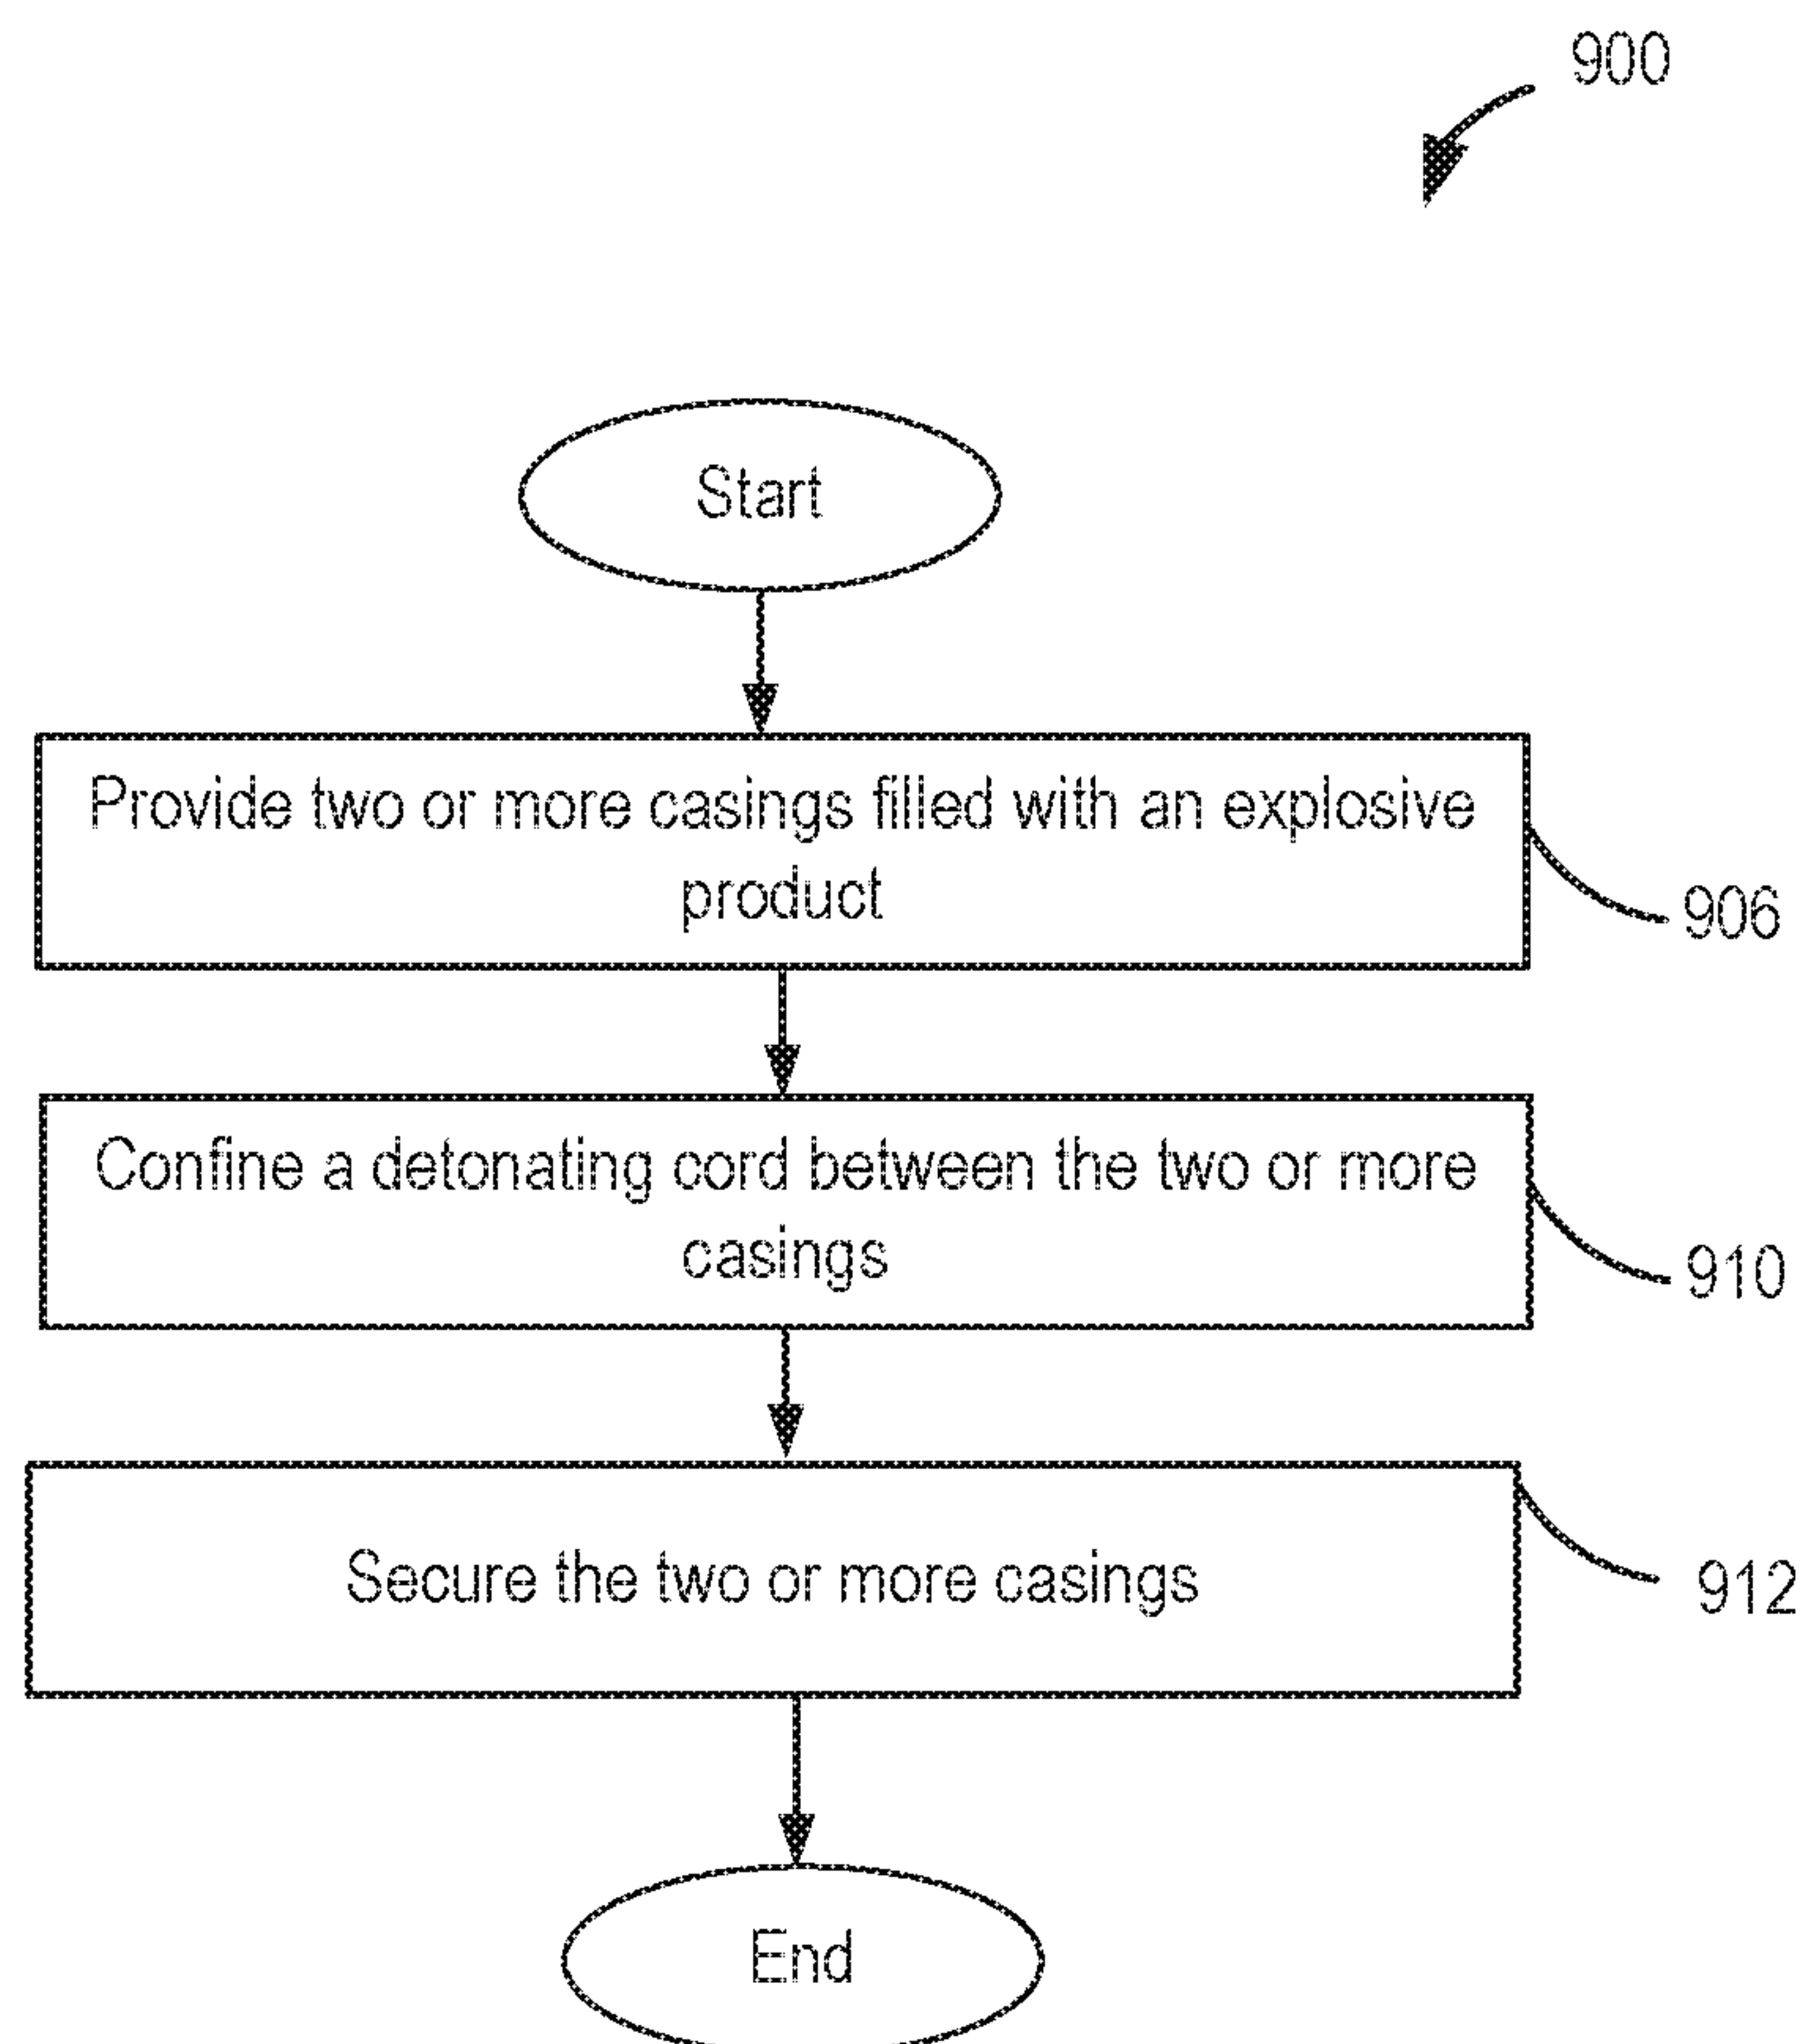 900
Start
Provide two or more casings filled with an explosive
product
906
Confine a detonating cord between the two or more
casings
910
Secure the two or more casings
912
End